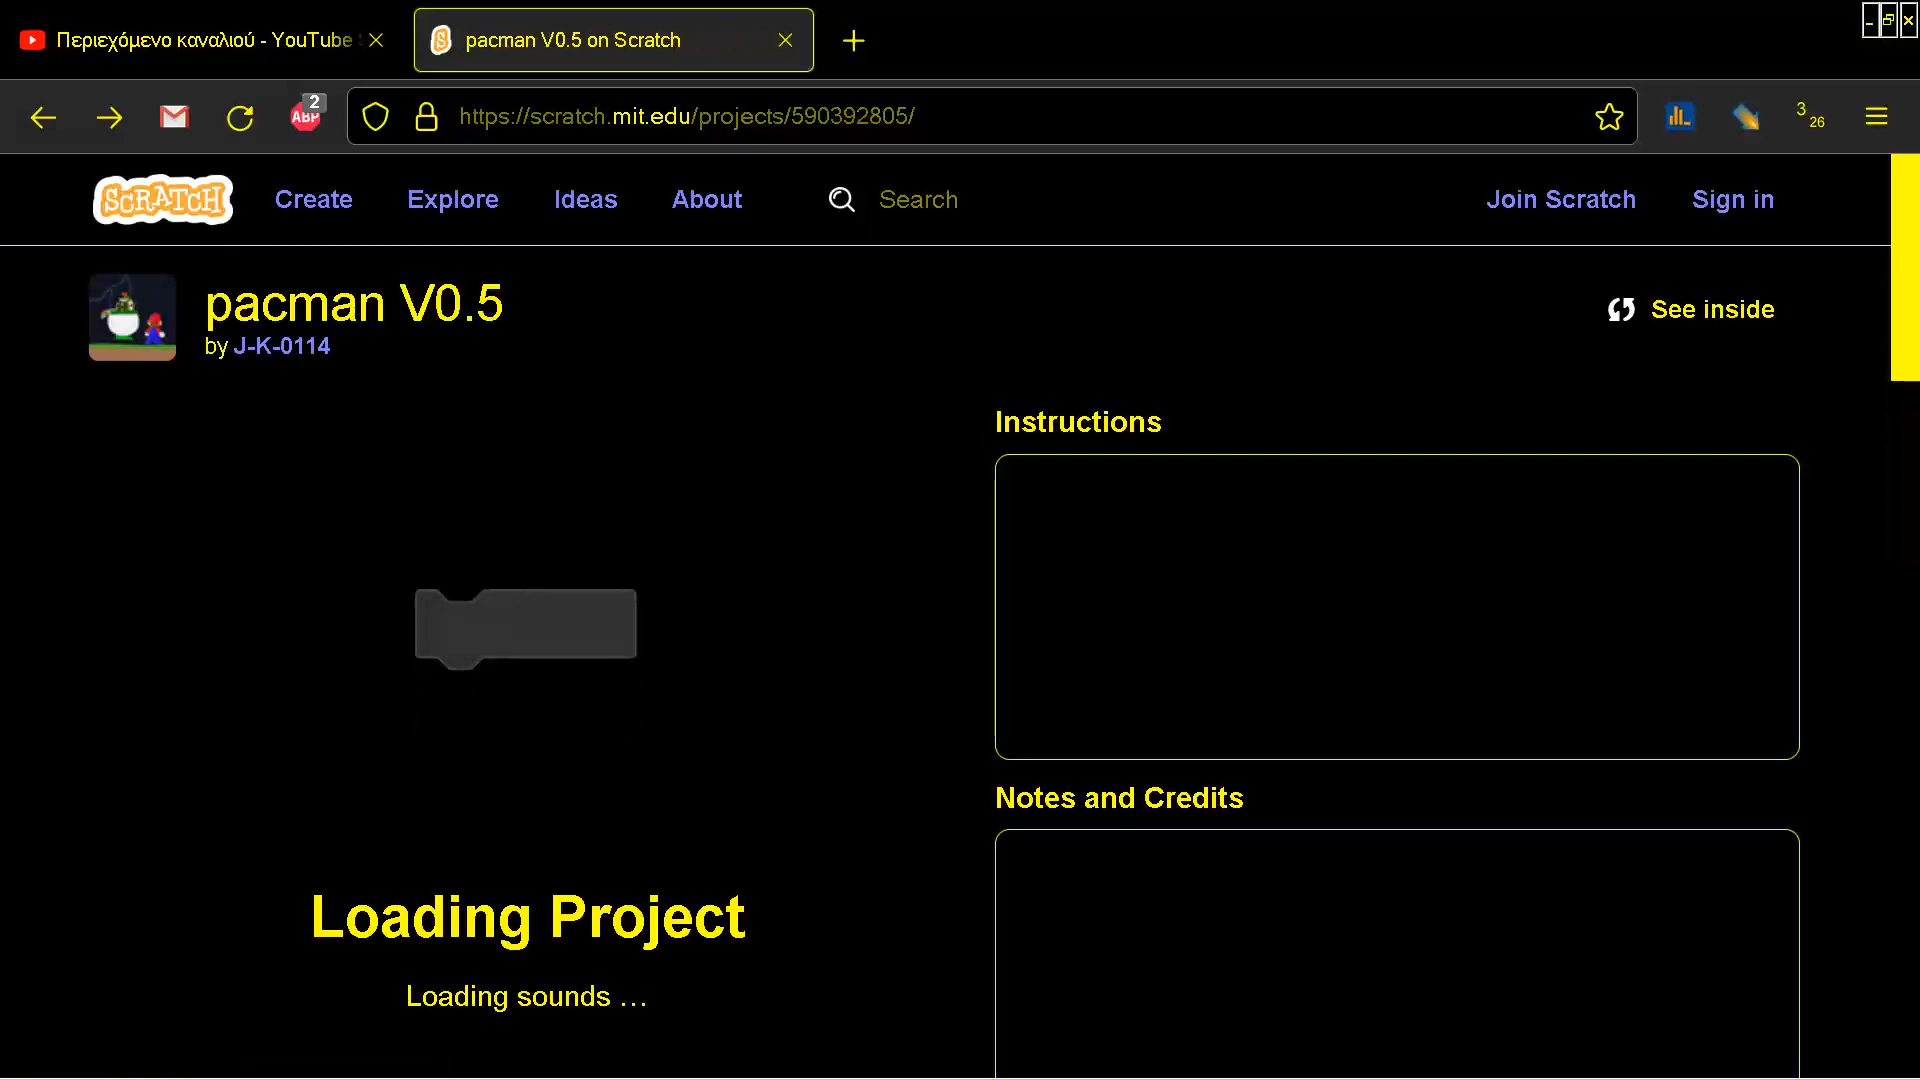 Περιεχόμενο καναλιού - YouTube
pacman V0.5 on Scratch
ABP 2
https://scratch.mit.edu/projects/590392805/
3 26
SCRATCH
Create
Explore
Ideas
About
Search
Join Scratch
Sign in
pacman V0.5
by J-K-0114
See inside
Instructions
Notes and Credits
Loading Project
Loading sounds …